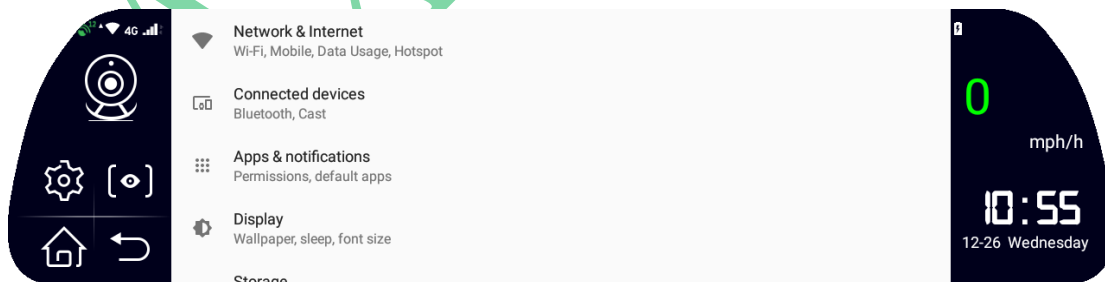 12
4G
Network & Internet
Wi-Fi, Mobile, Data Usage, Hotspot
Connected devices
Bluetooth, Cast
Apps & notifications
Permissions, default apps
Display
Wallpaper, sleep, font size
Storage
0
mph/h
10:55
12-26 Wednesday